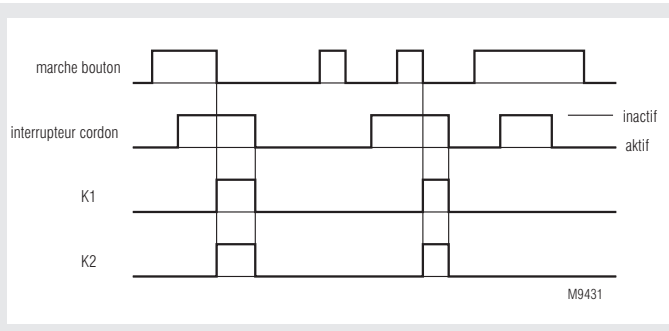 marche bouton
interrupteur cordon
inactif
aktif
K1
K2
M9431